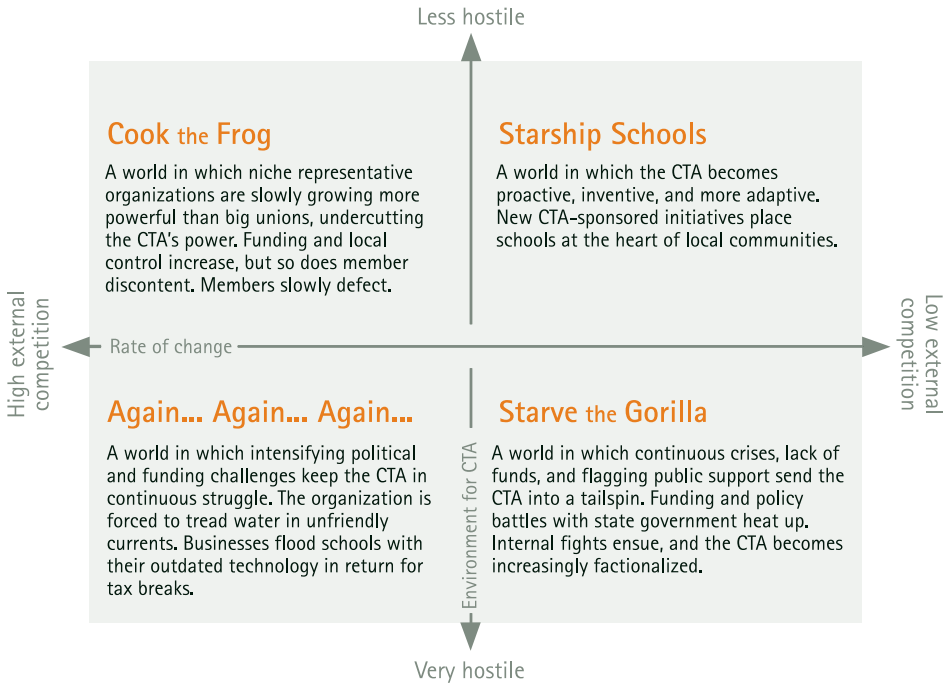 Less hostile
Cook the Frog
A world in which niche representative
organizations are slowly growing more
powerful than big unions, undercutting
the CTA's power. Funding and local
control increase, but so does member
discontent. Members slowly defect.
Starship Schools
A world in which the CTA becomes
proactive, inventive, and more adaptive.
New CTA-sponsored initiatives place
schools at the heart of local communities.
High external
competition
Rate of change
Low external
competition
Again... Again... Again...
A world in which intensifying political
and funding challenges keep the CTA in
continuous struggle. The organization is
forced to tread water in unfriendly
currents. Businesses flood schools with
their outdated technology in return for
tax breaks.
Environment for CTA
Starve the Gorilla
A world in which continuous crises, lack of
funds, and flagging public support send the
CTA into a tailspin. Funding and policy
battles with state government heat up.
Internal fights ensue, and the CTA becomes
increasingly factionalized.
Very hostile